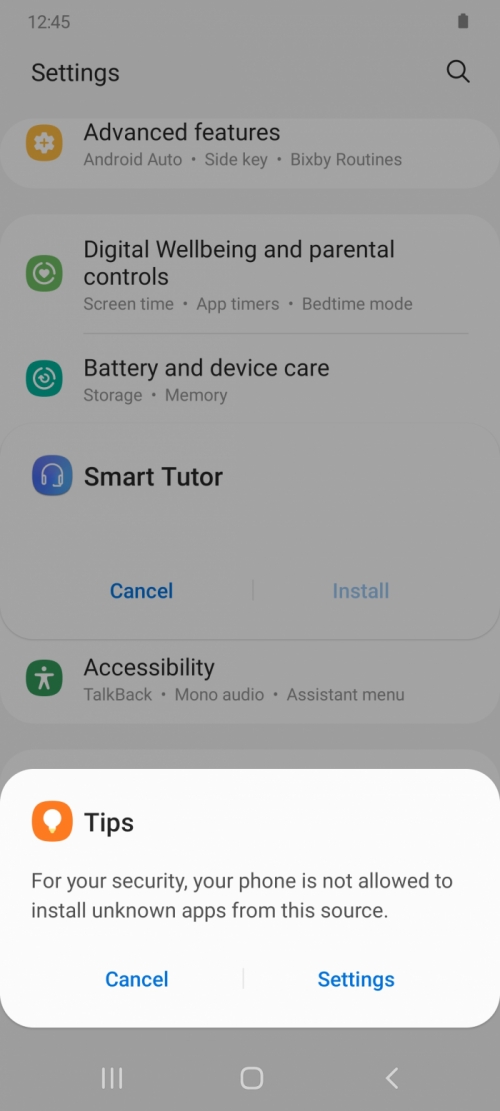 12:45
Settings
Advanced features
Android Auto • Side key • Bixby Routines
Digital Wellbeing and parental
controls
Screen time • App timers • Bedtime mode
Battery and device care
Storage • Memory
Smart Tutor
Cancel
Install
Accessibility
TalkBack • Mono audio • Assistant menu
Tips
For your security, your phone is not allowed to
install unknown apps from this source.
Cancel
Settings